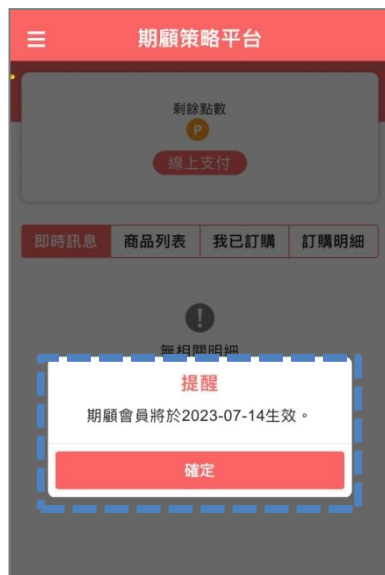 期顧策略平台
剩餘點數
P
線上支付
即時訊息 商品列表 我已訂購 訂購明細
無相關明細
提醒
期顧會員將於2023-07-14生效。
確定